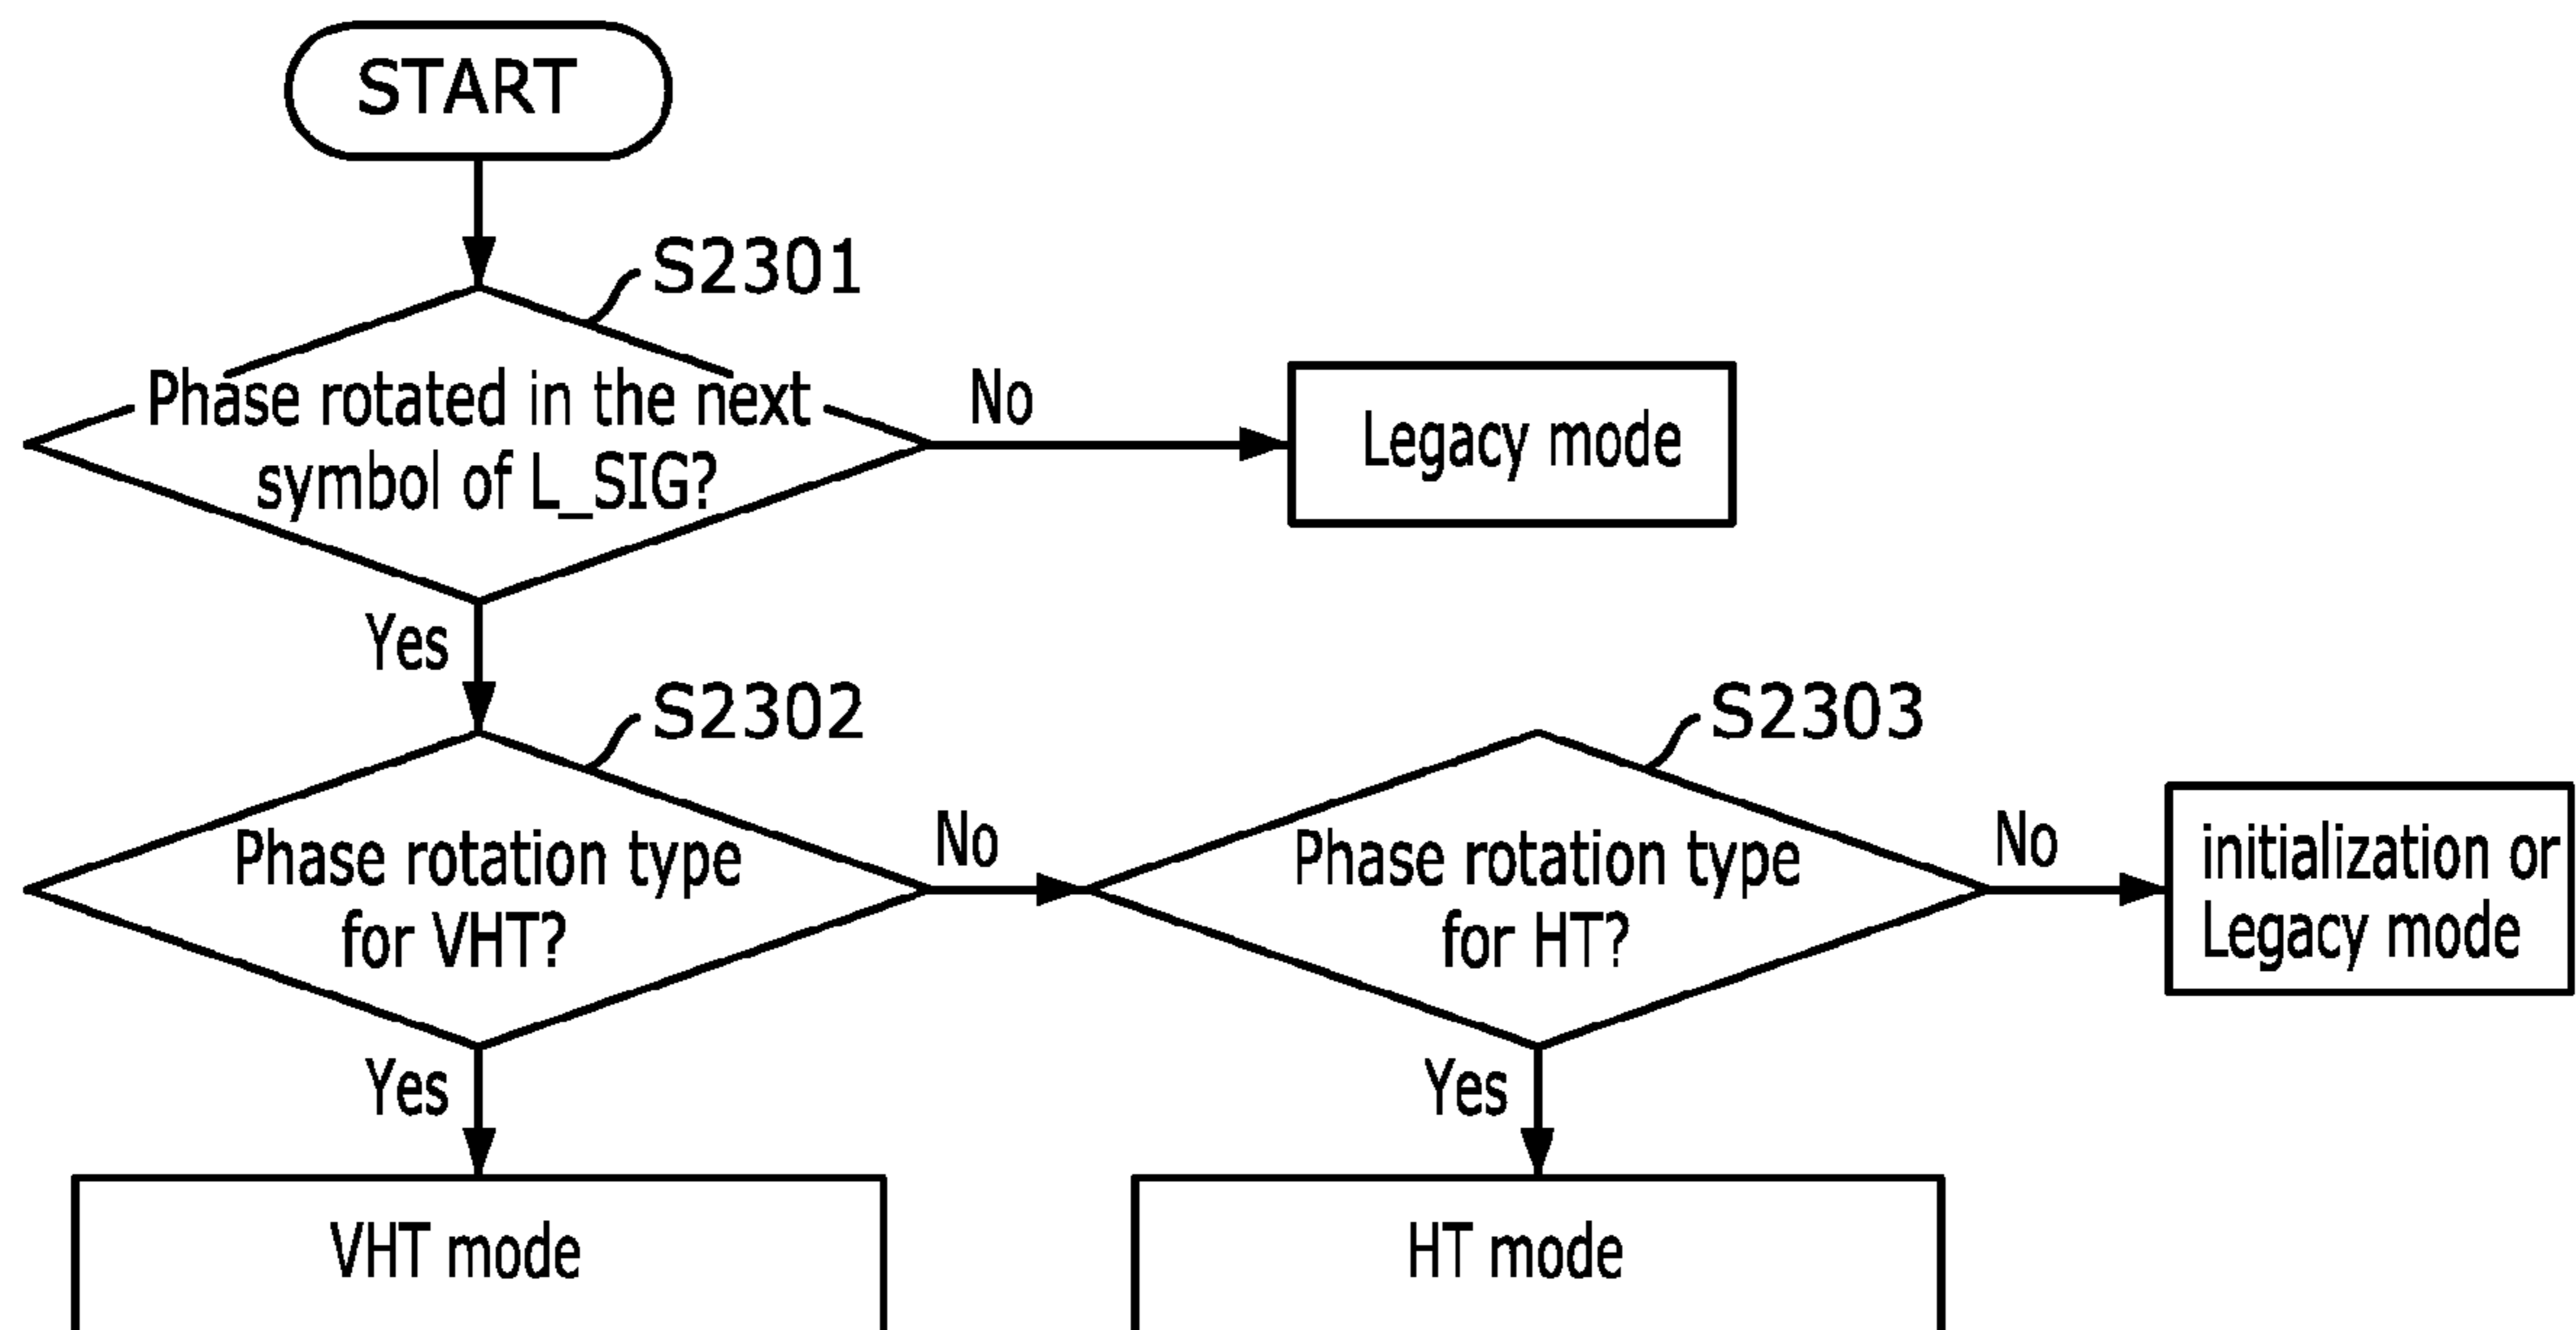 START
S2301
Phase rotated in the next
symbol of L_SIG?
No
Legacy mode
Yes
S2302
Phase rotation type
for VHT?
No
S2303
Phase rotation type
for HT?
No
initialization or
Legacy mode
Yes
VHT mode
Yes
HT mode